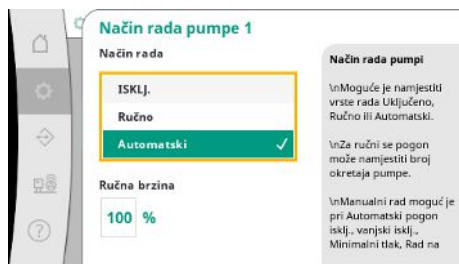 Način rada pumpe 1
Način rada
ISKLJ.
Ručno
Automatski
Ručna brzina
100 %
Način rada pumpi
\nMoguće je namjestiti
vrste rada Uključeno,
Ručno ili Automatski.
\nZa ručni se pogon
može namjestiti broj
okretaja pumpe.
\nManualni rad moguć je
pri Automatski pogon
isklj., vanjski isklj.,
Minimalni tlak, Rad na